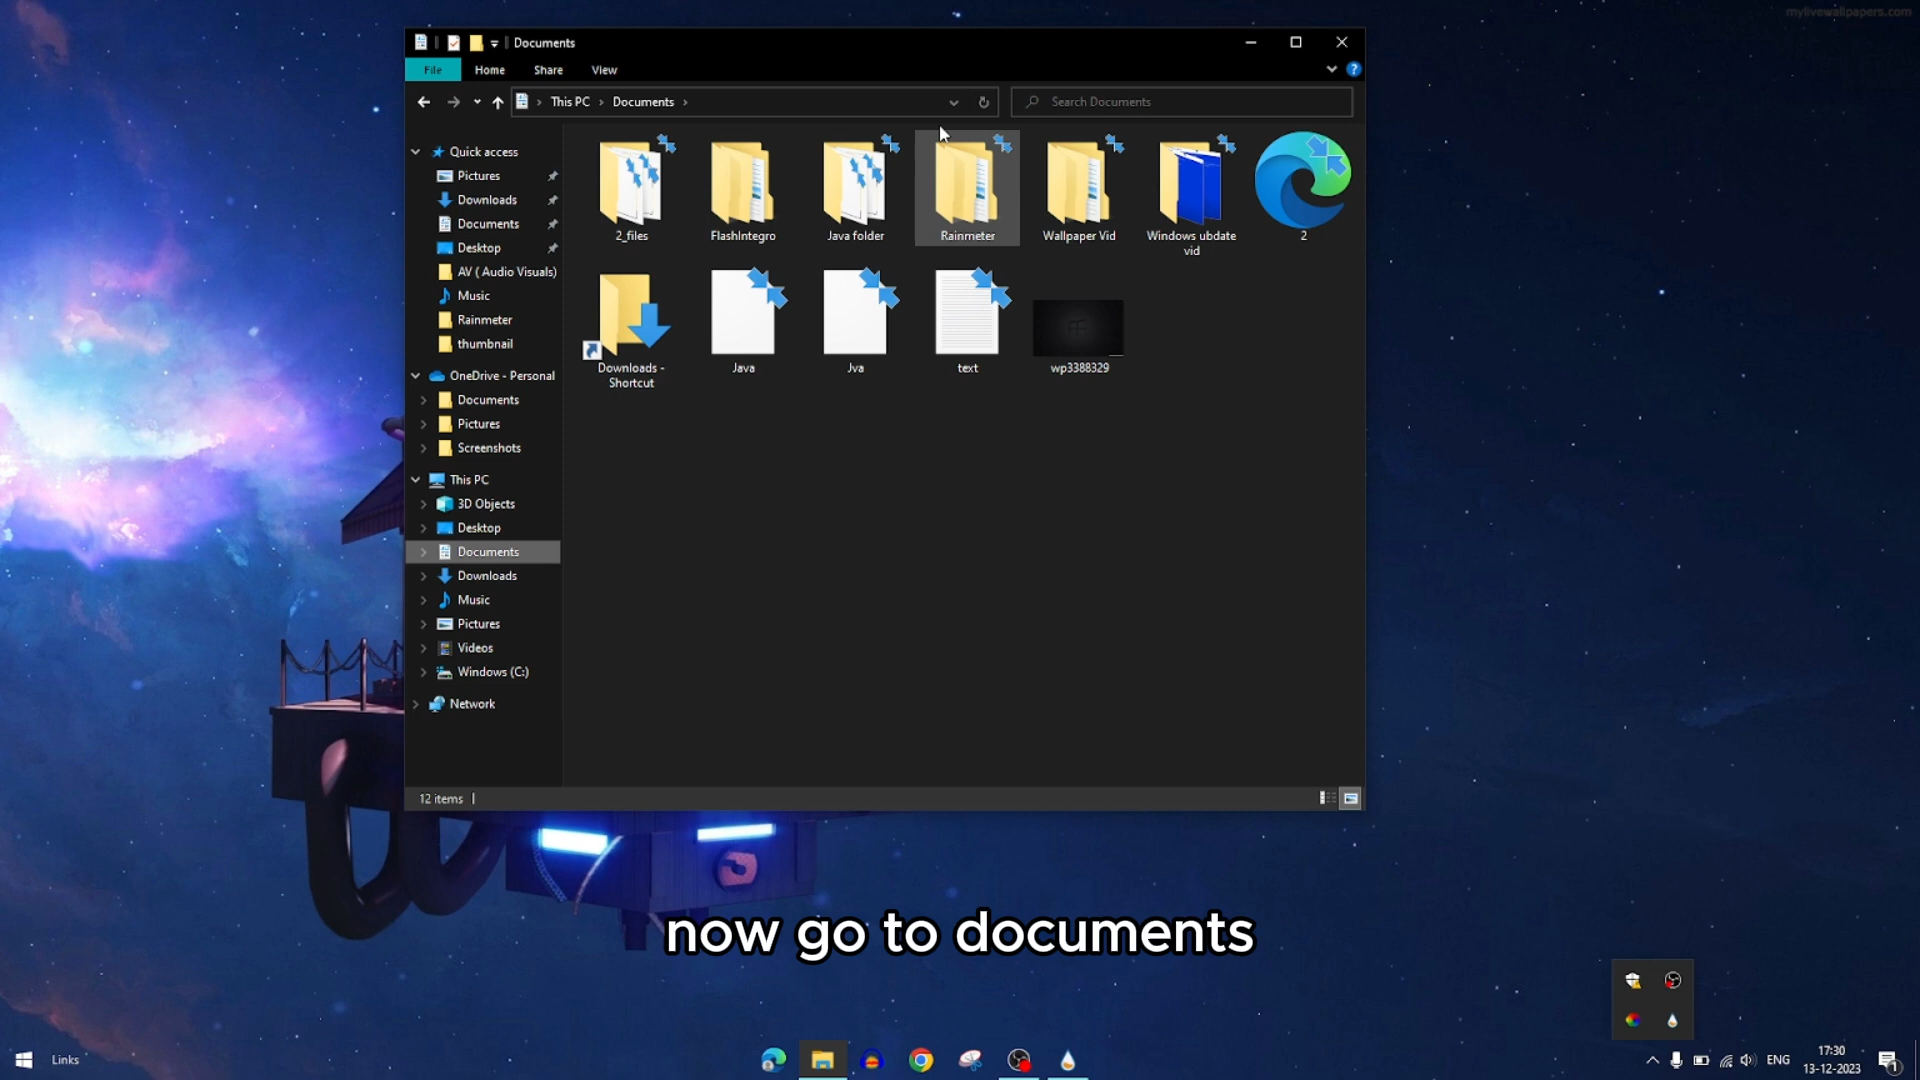 mylivewallpapers.com
Documents
File
Home
Share
View
This PC
Documents
Search Documents
Quick access
Pictures
Downloads
Documents
Desktop
AV ( Audio Visuals)
Music
Rainmeter
thumbnail
OneDrive - Personal
Documents
Pictures
Screenshots
This PC
3D Objects
Desktop
Documents
Downloads
Music
Pictures
Videos
Windows (C:)
Network
2_files
FlashIntegro
Java folder
Rainmeter
Wallpaper Vid
Windows ubdate
vid
2
Downloads -
Shortcut
Java
Jva
text
wp3388329
12 items
now go to documents
Links
ENG
17:30
13-12-2023
1